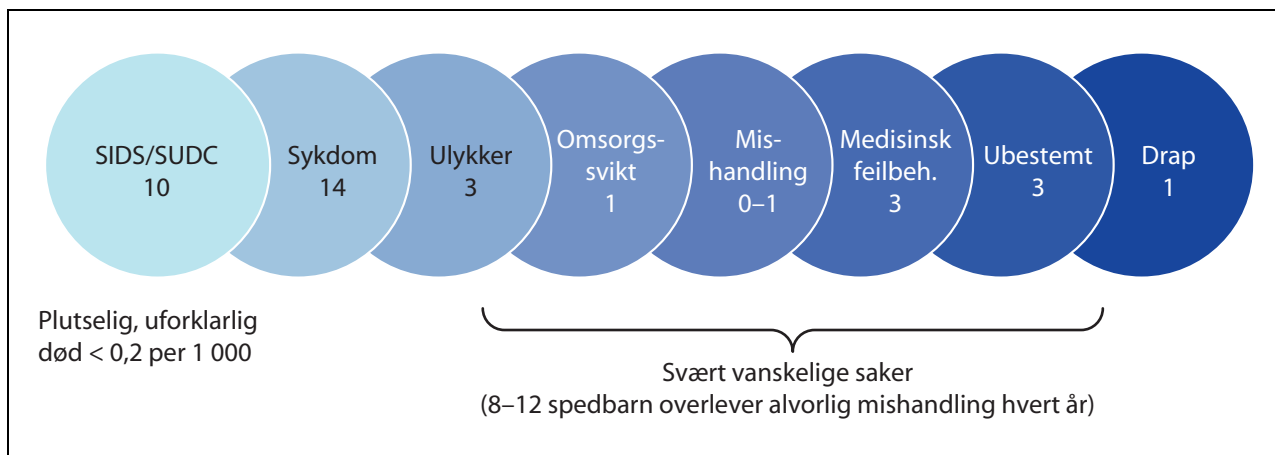 SIDS/SUDC
10
Sykdom
14
Ulykker
3
Omsorgs-
svikt
1
Mis-
handling
0–1
Medisinsk
feilbeh.
3
Ubestemt
3
Drap
1
Plutselig, uforklarlig
død < 0,2 per 1 000
Svært vanskelige saker
(8–12 spedbarn overlever alvorlig mishandling hvert år)